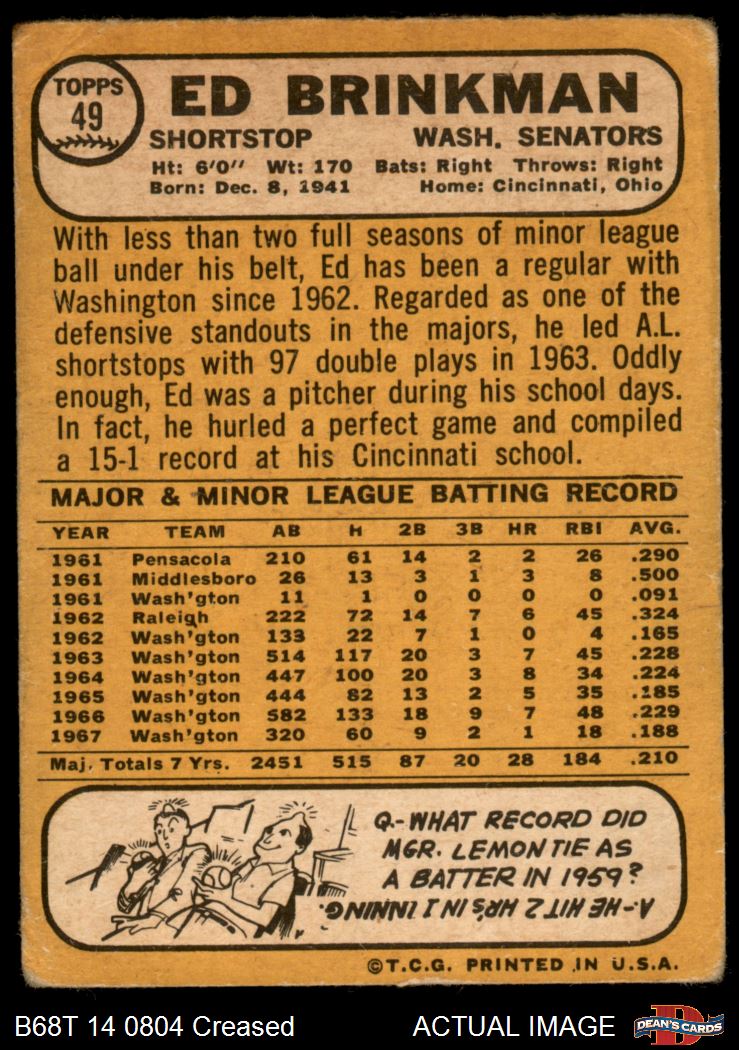 TOPPS
49
ED BRINKMAN
SHORTSTOP WASH. SENATORS
Ht: 6'0" Wt: 170 Bats: Right Throws: Right
Born: Dec. 8, 1941 Home: Cincinnati, Ohio
With less than two full seasons of minor league
ball under his belt, Ed has been a regular with
Washington since 1962. Regarded as one of the
defensive standouts in the majors, he led A.L.
shortstops with 97 double plays in 1963. Oddly
enough, Ed was a pitcher during his school days.
In fact, he hurled a perfect game and compiled
a 15-1 record at his Cincinnati school.
MAJOR & MINOR LEAGUE BATTING RECORD
YEAR TEAM AB H 2B 3B HR RBI AVG.
1961 Pensacola 210 61 14 2 2 26 .290
1961 Middlesboro 26 13 3 1 3 8 .500
1961 Wash'gton 11 1 0 0 0 0 .091
1962 Raleigh 222 72 14 7 6 45 .324
1962 Wash'gton 133 22 7 1 0 4 .165
1963 Wash'gton 514 117 20 3 7 45 .228
1964 Wash'gton 447 100 20 3 8 34 .224
1965 Wash'gton 444 82 13 2 5 35 .185
1966 Wash'gton 582 133 18 9 7 48 .229
1967 Wash'gton 320 60 9 2 1 18 .188
Maj. Totals 7 Yrs. 2451 515 87 20 28 184 .210
Q.-WHAT RECORD DID
MGR. LEMON TIE AS
A BATTER IN 1959?
A-HE HIT 2 HR'S IN 1 INNING.
©T.C.G. PRINTED IN U.S.A.
B68T 14 0804 Creased ACTUAL IMAGE
D
DEAN'S CARDS